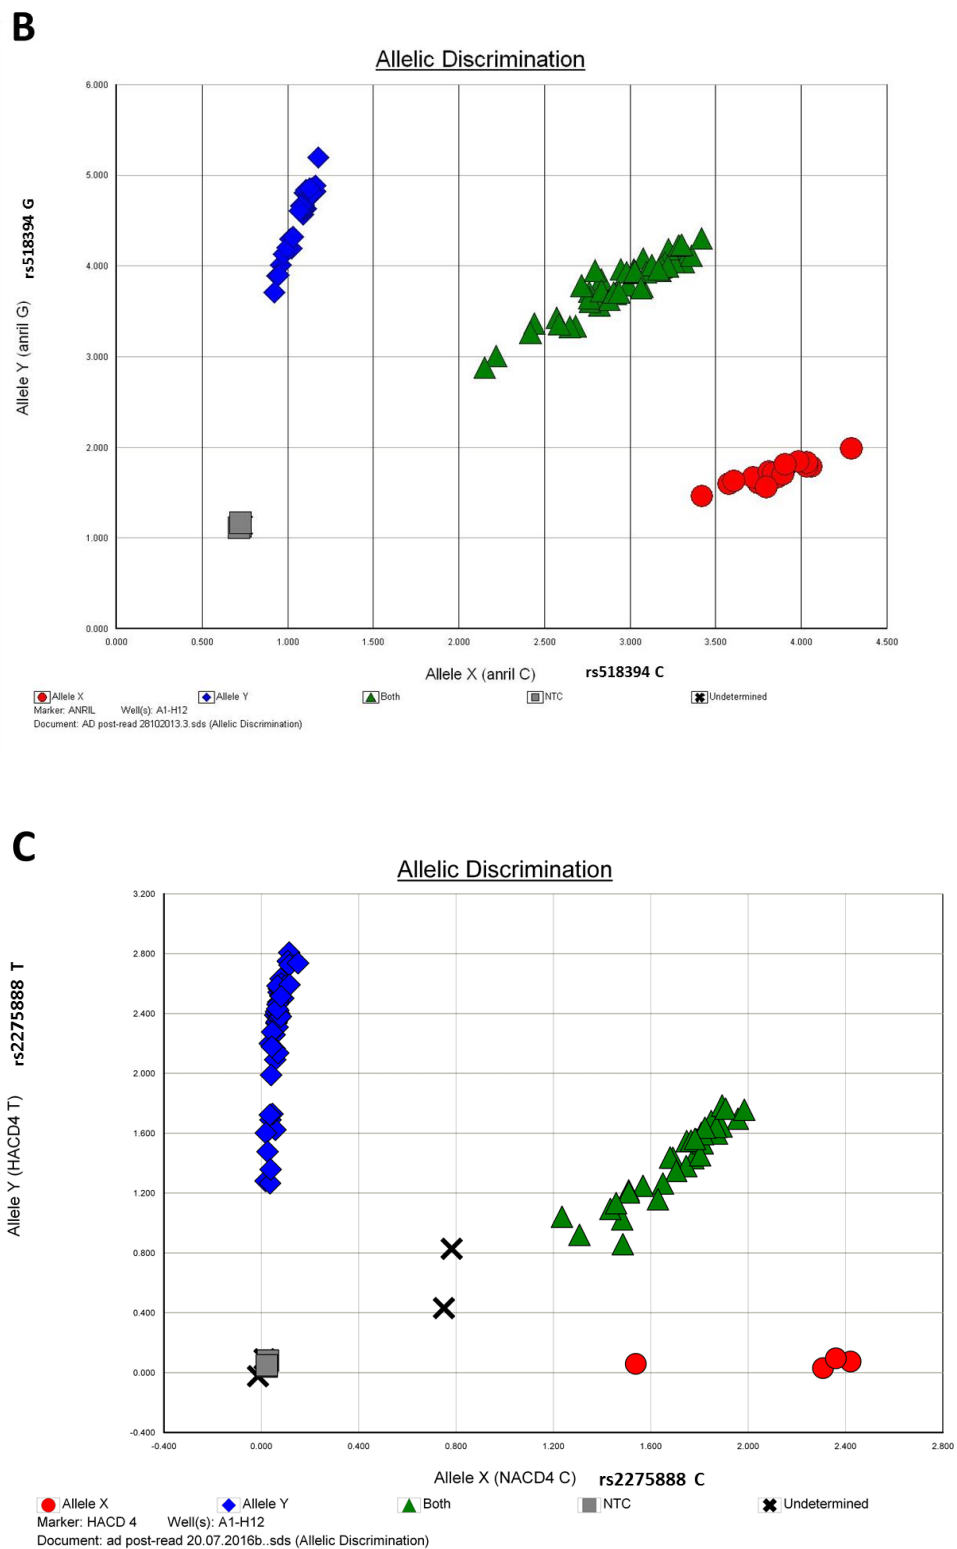 B
Allelic Discrimination
6.000
5.000
4.000
3.000
2.000
1.000
0.000
rs518394 G
Allele Y (anril G)
0.000 0.500 1.000 1.500 2.000 2.500 3.000 3.500 4.000 4.500
Allele X (anril C) rs518394 C
Allele X Allele Y Both NTC Undetermined
Marker: ANRIL Well(s): A1-H12
Document: AD post-read 28102013.3.sds (Allelic Discrimination)
C
Allelic Discrimination
3.200
2.800
2.400
2.000
1.600
1.200
0.800
0.400
0.000
-0.400
rs2275888 T
Allele Y (HACD4 T)
-0.400 0.000 0.400 0.800 1.200 1.600 2.000 2.400 2.800
Allele X (NACD4 C) rs2275888 C
Allele X Allele Y Both NTC Undetermined
Marker: HACD 4 Well(s): A1-H12
Document: ad post-read 20.07.2016b..sds (Allelic Discrimination)